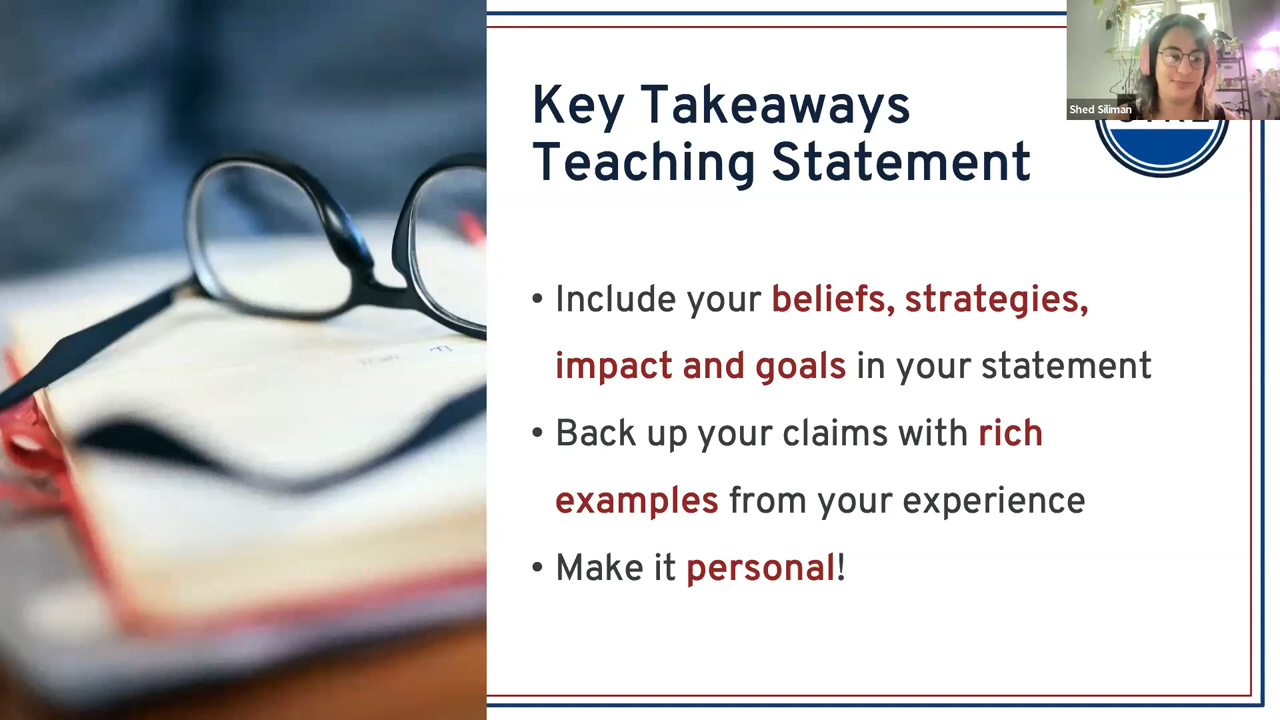 Key Takeaways
Teaching Statement
Shed Siliman
• Include your beliefs, strategies,
impact and goals in your statement
• Back up your claims with rich
examples from your experience
• Make it personal!